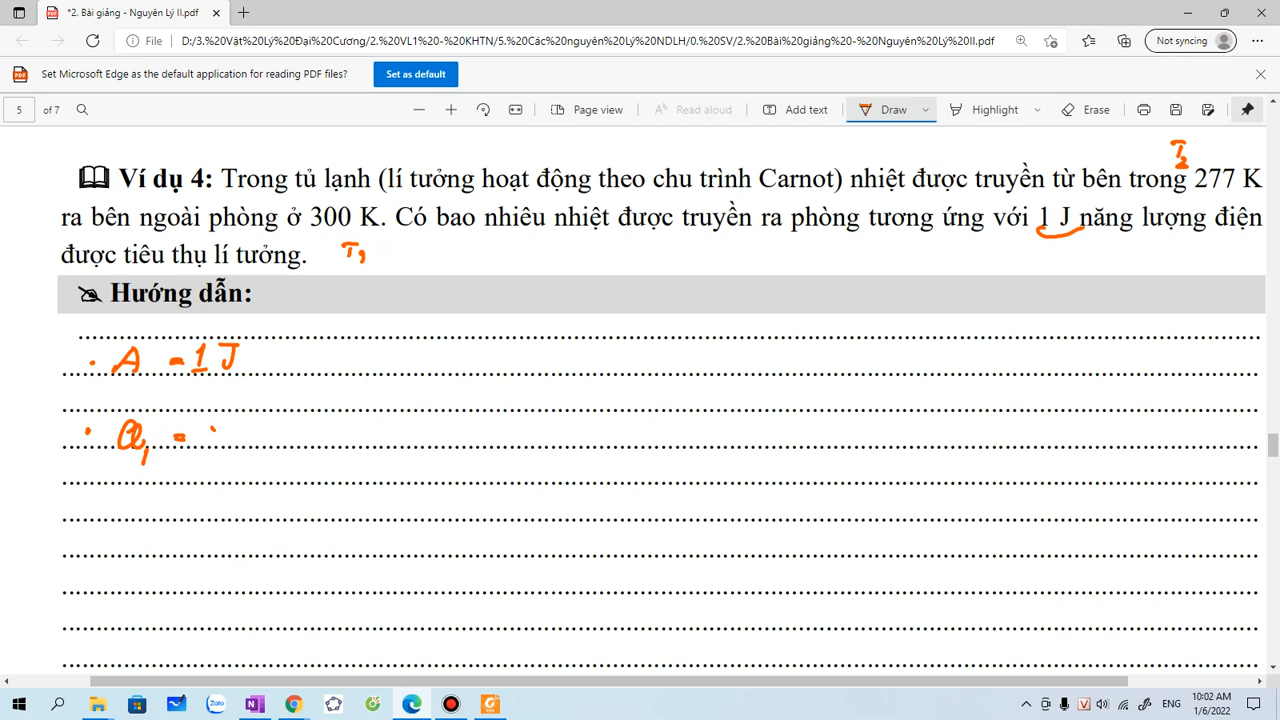 *2. Bài giảng - Nguyên Lý II.pdf
File D:/3.%20Vật%20Lý%20Đại%20Cương/2.%20VL1%20-%20KHTN/5.%20Các%20nguyên%20Lý%20NDLH/0.%20SV/2.%20Bài%20giảng%20-%20Nguyên%20Lý%20II.pdf Not syncing
Set Microsoft Edge as the default application for reading PDF files? Set as default
5 of 7 Page view Read aloud Add text Draw Highlight Erase
T2
Ví dụ 4: Trong tủ lạnh (lí tưởng hoạt động theo chu trình Carnot) nhiệt được truyền từ bên trong 277 K
ra bên ngoài phòng ở 300 K. Có bao nhiêu nhiệt được truyền ra phòng tương ứng với 1 J năng lượng điện
được tiêu thụ lí tưởng. T1
Hướng dẫn:
. A = 1 J
. Q1 =
Zalo ENG 10:02 AM
1/6/2022